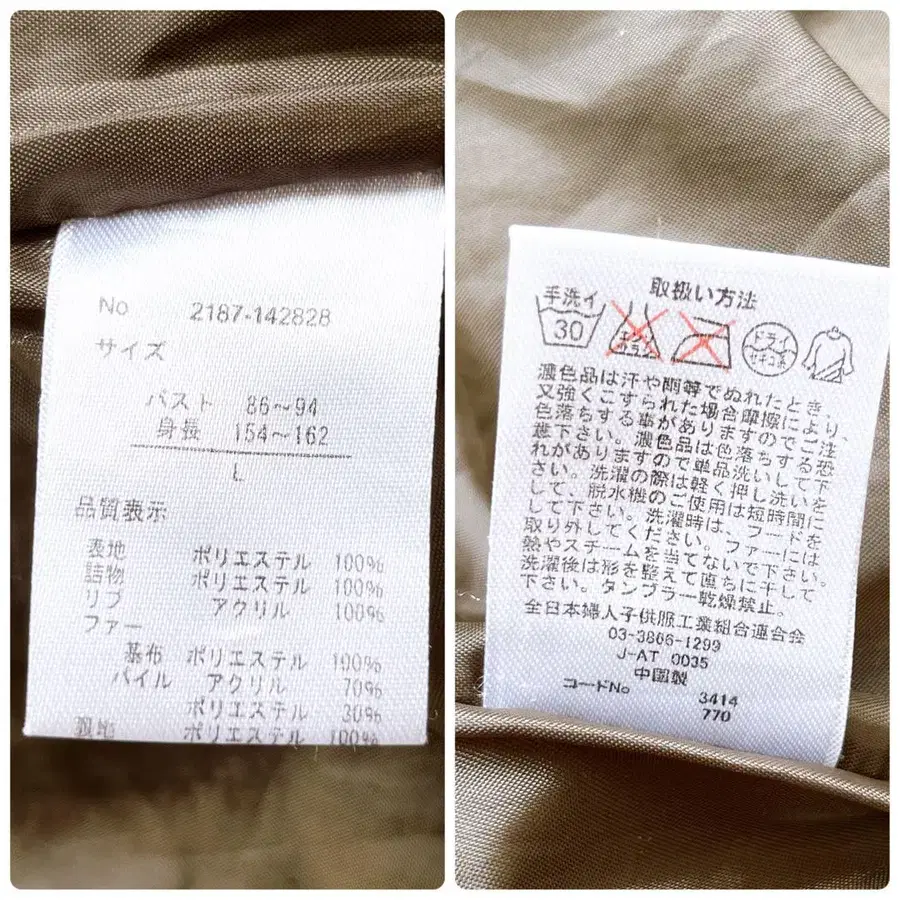 No 2187-142828
サイズ
バスト 86～94
身長 154～162
L
品質表示
表地 ポリエステル 100%
詰物 ポリエステル 100%
リブ アクリル 100%
ファー
基布 ポリエステル 100%
パイル アクリル 70%
ポリエステル 30%
ポリエステル 100%
取扱い方法
手洗イ
30
エンソ
サラシ
ドライ
セキユ系
濃色品は汗や雨等でぬれたとき、
又強くこすられた場合摩擦により、
色落ちする事がありますのでご注
意下さい。濃色品は色落ちする恐
れがありますので単品洗いして下
さい。洗濯の際は軽く押し洗いを
して、脱水機のご使用は短時間に
して下さい。洗濯時は、フードを
取り外してください。ファーには
熱やスチームを当てないで下さい。
洗濯後は形を整えて直ちに干して
下さい。タンブラー乾燥禁止。
全日本婦人子供服工業組合連合会
03-3866-1299
J-AT 0035
中國製
コードNo 3414
770